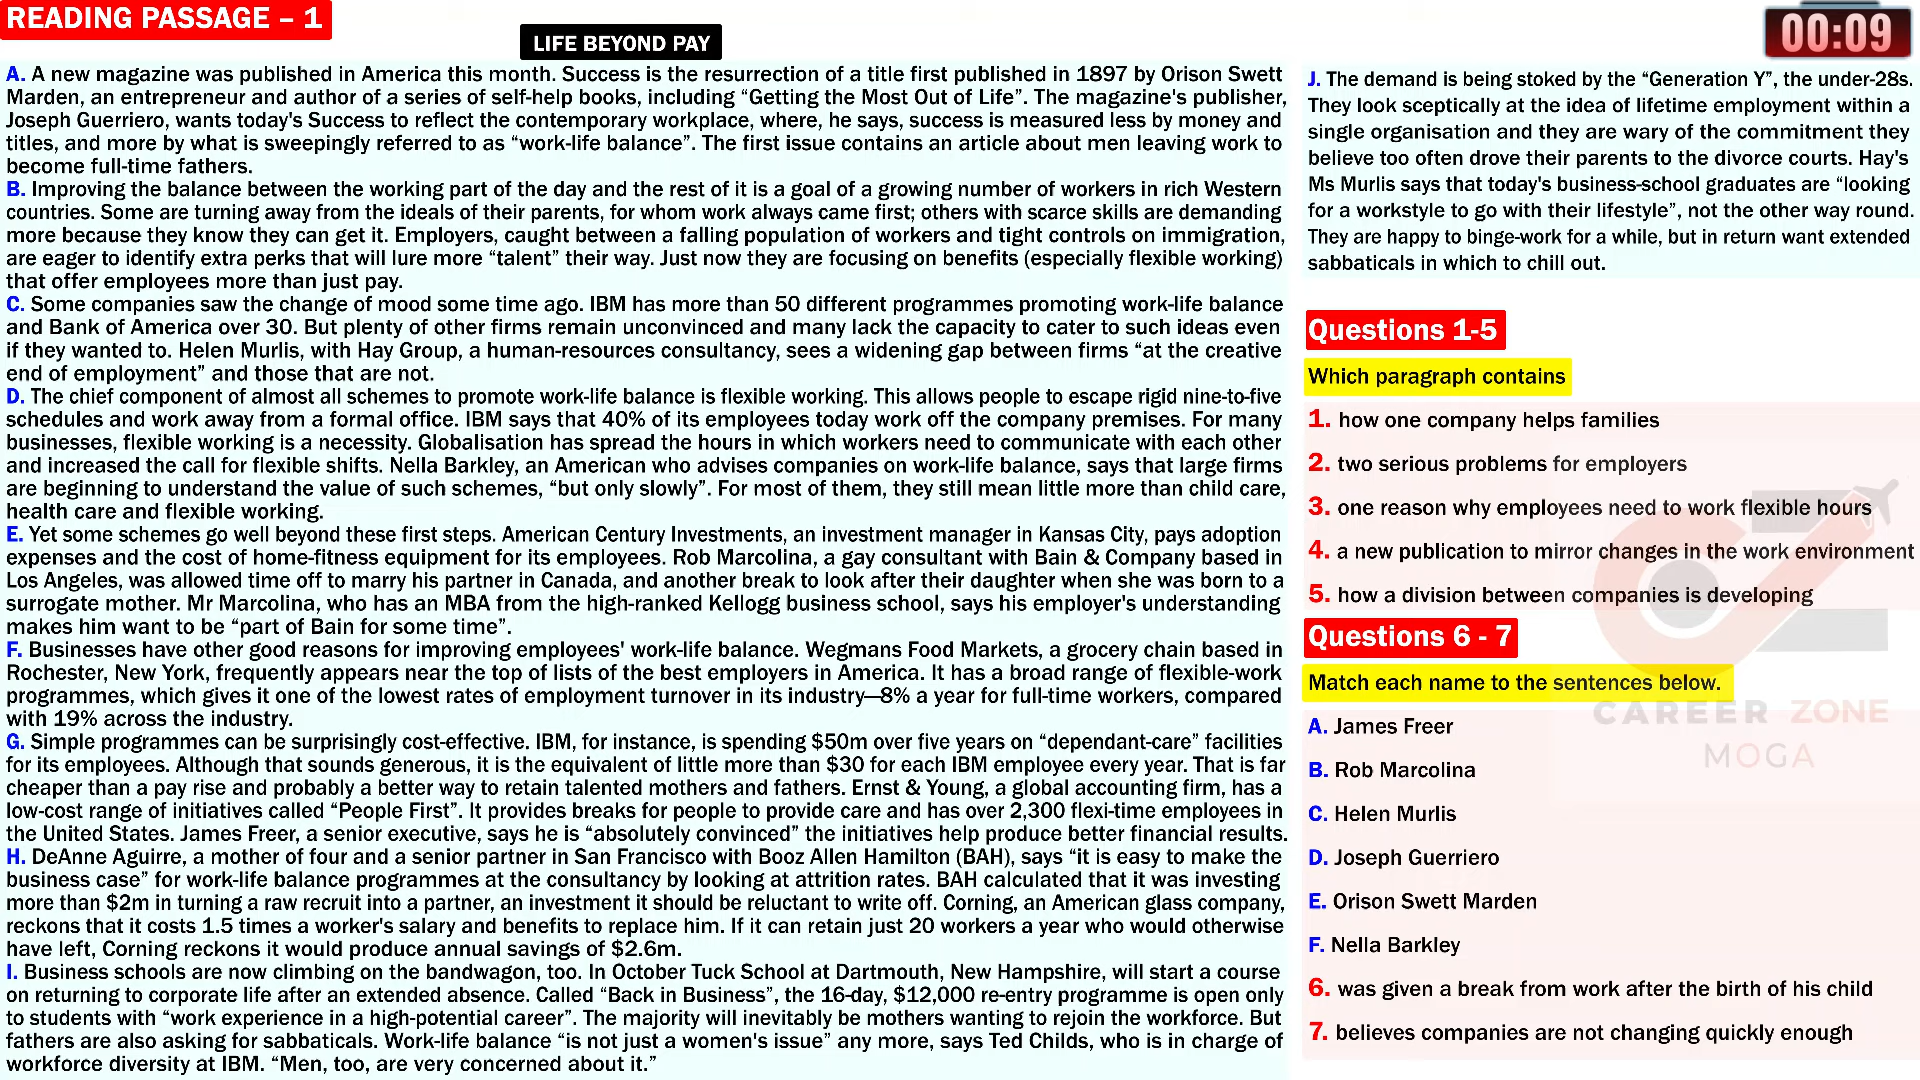 READING PASSAGE – 1
LIFE BEYOND PAY
00:09
A. A new magazine was published in America this month. Success is the resurrection of a title first published in 1897 by Orison Swett
Marden, an entrepreneur and author of a series of self-help books, including “Getting the Most Out of Life”. The magazine's publisher,
Joseph Guerriero, wants today's Success to reflect the contemporary workplace, where, he says, success is measured less by money and
titles, and more by what is sweepingly referred to as “work-life balance”. The first issue contains an article about men leaving work to
become full-time fathers.
B. Improving the balance between the working part of the day and the rest of it is a goal of a growing number of workers in rich Western
countries. Some are turning away from the ideals of their parents, for whom work always came first; others with scarce skills are demanding
more because they know they can get it. Employers, caught between a falling population of workers and tight controls on immigration,
are eager to identify extra perks that will lure more “talent” their way. Just now they are focusing on benefits (especially flexible working)
that offer employees more than just pay.
C. Some companies saw the change of mood some time ago. IBM has more than 50 different programmes promoting work-life balance
and Bank of America over 30. But plenty of other firms remain unconvinced and many lack the capacity to cater to such ideas even
if they wanted to. Helen Murlis, with Hay Group, a human-resources consultancy, sees a widening gap between firms “at the creative
end of employment” and those that are not.
D. The chief component of almost all schemes to promote work-life balance is flexible working. This allows people to escape rigid nine-to-five
schedules and work away from a formal office. IBM says that 40% of its employees today work off the company premises. For many
businesses, flexible working is a necessity. Globalisation has spread the hours in which workers need to communicate with each other
and increased the call for flexible shifts. Nella Barkley, an American who advises companies on work-life balance, says that large firms
are beginning to understand the value of such schemes, “but only slowly”. For most of them, they still mean little more than child care,
health care and flexible working.
E. Yet some schemes go well beyond these first steps. American Century Investments, an investment manager in Kansas City, pays adoption
expenses and the cost of home-fitness equipment for its employees. Rob Marcolina, a gay consultant with Bain & Company based in
Los Angeles, was allowed time off to marry his partner in Canada, and another break to look after their daughter when she was born to a
surrogate mother. Mr Marcolina, who has an MBA from the high-ranked Kellogg business school, says his employer's understanding
makes him want to be “part of Bain for some time”.
F. Businesses have other good reasons for improving employees' work-life balance. Wegmans Food Markets, a grocery chain based in
Rochester, New York, frequently appears near the top of lists of the best employers in America. It has a broad range of flexible-work
programmes, which gives it one of the lowest rates of employment turnover in its industry—8% a year for full-time workers, compared
with 19% across the industry.
G. Simple programmes can be surprisingly cost-effective. IBM, for instance, is spending $50m over five years on “dependant-care” facilities
for its employees. Although that sounds generous, it is the equivalent of little more than $30 for each IBM employee every year. That is far
cheaper than a pay rise and probably a better way to retain talented mothers and fathers. Ernst & Young, a global accounting firm, has a
low-cost range of initiatives called “People First”. It provides breaks for people to provide care and has over 2,300 flexi-time employees in
the United States. James Freer, a senior executive, says he is “absolutely convinced” the initiatives help produce better financial results.
H. DeAnne Aguirre, a mother of four and a senior partner in San Francisco with Booz Allen Hamilton (BAH), says “it is easy to make the
business case” for work-life balance programmes at the consultancy by looking at attrition rates. BAH calculated that it was investing
more than $2m in turning a raw recruit into a partner, an investment it should be reluctant to write off. Corning, an American glass company,
reckons that it costs 1.5 times a worker's salary and benefits to replace him. If it can retain just 20 workers a year who would otherwise
have left, Corning reckons it would produce annual savings of $2.6m.
I. Business schools are now climbing on the bandwagon, too. In October Tuck School at Dartmouth, New Hampshire, will start a course
on returning to corporate life after an extended absence. Called “Back in Business”, the 16-day, $12,000 re-entry programme is open only
to students with “work experience in a high-potential career”. The majority will inevitably be mothers wanting to rejoin the workforce. But
fathers are also asking for sabbaticals. Work-life balance “is not just a women's issue” any more, says Ted Childs, who is in charge of
workforce diversity at IBM. “Men, too, are very concerned about it.”
J. The demand is being stoked by the “Generation Y”, the under-28s.
They look sceptically at the idea of lifetime employment within a
single organisation and they are wary of the commitment they
believe too often drove their parents to the divorce courts. Hay's
Ms Murlis says that today's business-school graduates are “looking
for a workstyle to go with their lifestyle”, not the other way round.
They are happy to binge-work for a while, but in return want extended
sabbaticals in which to chill out.
Questions 1-5
Which paragraph contains
1. how one company helps families
2. two serious problems for employers
3. one reason why employees need to work flexible hours
4. a new publication to mirror changes in the work environment
5. how a division between companies is developing
Questions 6 - 7
Match each name to the sentences below.
CAREER ZONE
MOGA
A. James Freer
B. Rob Marcolina
C. Helen Murlis
D. Joseph Guerriero
E. Orison Swett Marden
F. Nella Barkley
6. was given a break from work after the birth of his child
7. believes companies are not changing quickly enough